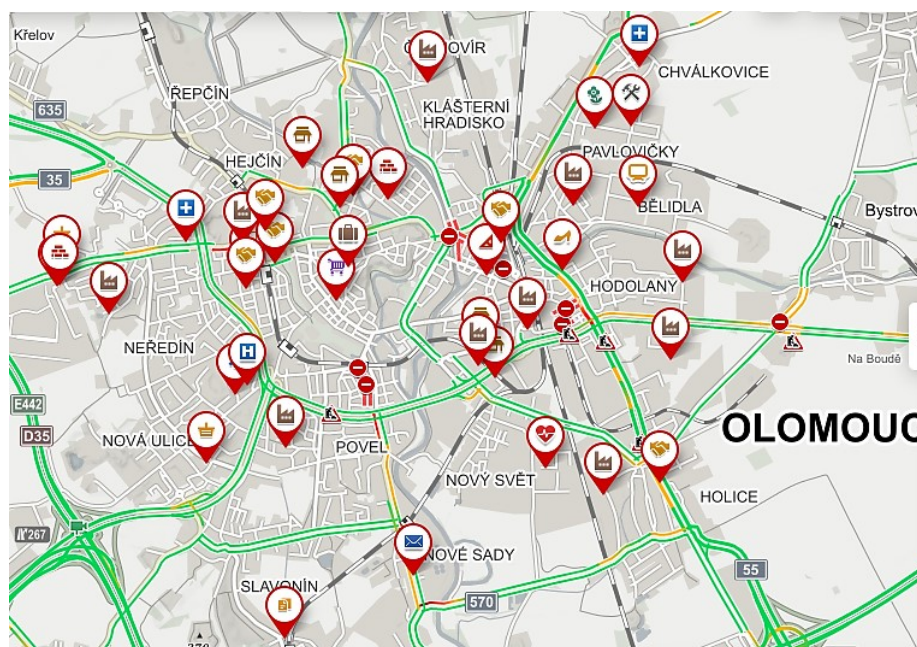 Křelov
CHVÁLKOVICE
ŘEPČÍN
635
KLÁŠTERNÍ
HRADISKO
HEJČÍN
PAVLOVIČKY
35
BĚLIDLA
Bystrov
HODOLANY
NEŘEDÍN
Na Boudě
E442
D35
NOVÁ ULICE
POVEL
OLOMOUC
NOVÝ SVĚT
HOLICE
267
NOVÉ SADY
55
SLAVONÍN
570